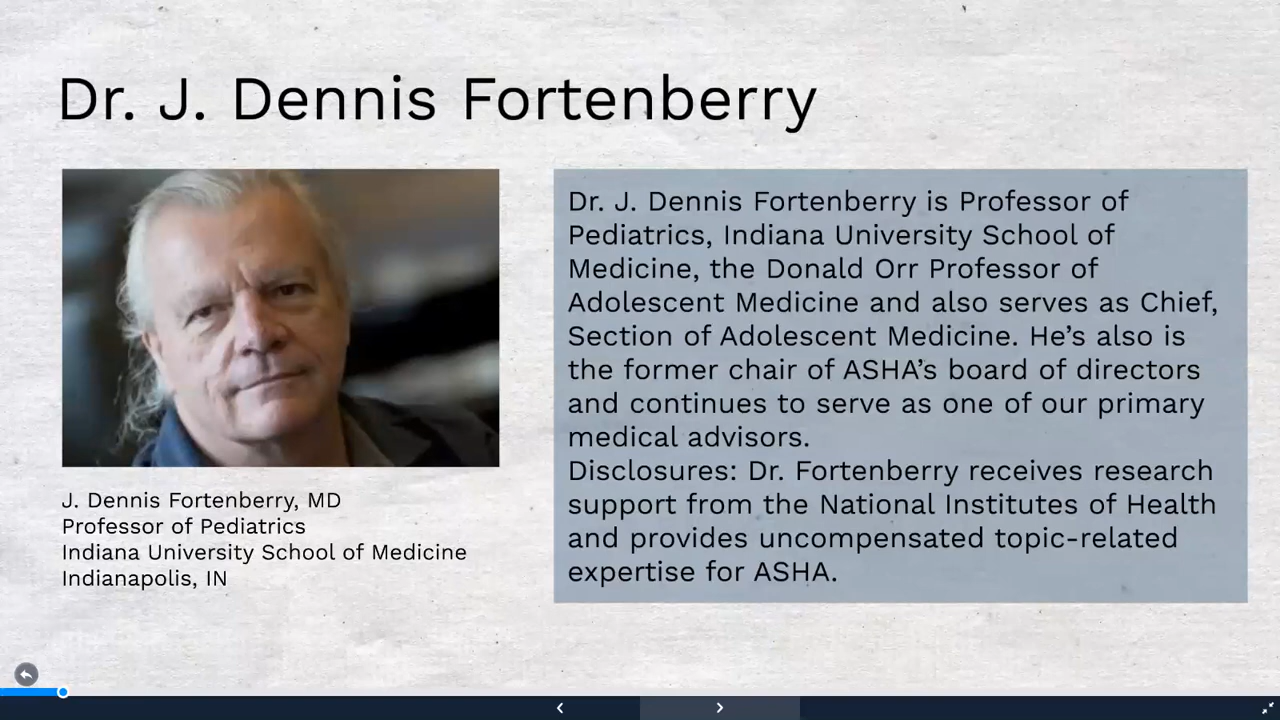 Dr. J. Dennis Fortenberry
Dr. J. Dennis Fortenberry is Professor of
Pediatrics, Indiana University School of
Medicine, the Donald Orr Professor of
Adolescent Medicine and also serves as Chief,
Section of Adolescent Medicine. He’s also is
the former chair of ASHA’s board of directors
and continues to serve as one of our primary
medical advisors.
Disclosures: Dr. Fortenberry receives research
support from the National Institutes of Health
and provides uncompensated topic-related
expertise for ASHA.
J. Dennis Fortenberry, MD
Professor of Pediatrics
Indiana University School of Medicine
Indianapolis, IN